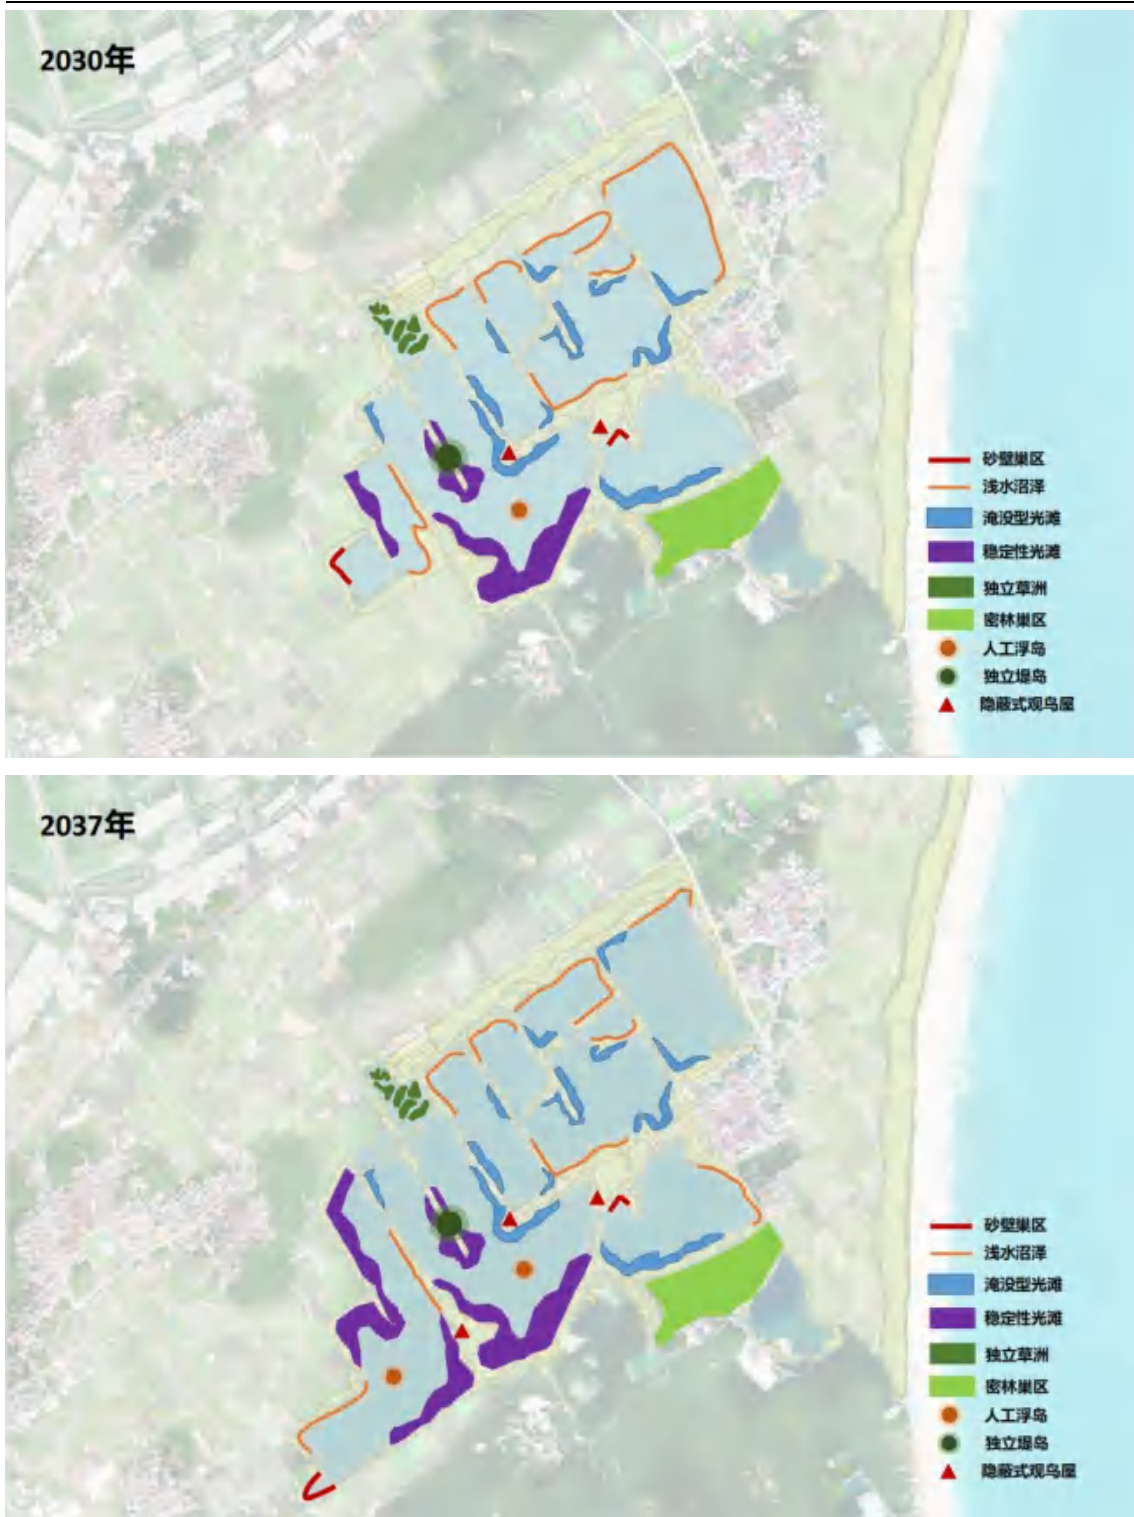 2030年
砂壁巢区
浅水沼泽
淹没型光滩
稳定性光滩
独立草洲
密林巢区
人工浮岛
独立堤岛
隐蔽式观鸟屋
2037年
砂壁巢区
浅水沼泽
淹没型光滩
稳定性光滩
独立草洲
密林巢区
人工浮岛
独立堤岛
隐蔽式观鸟屋